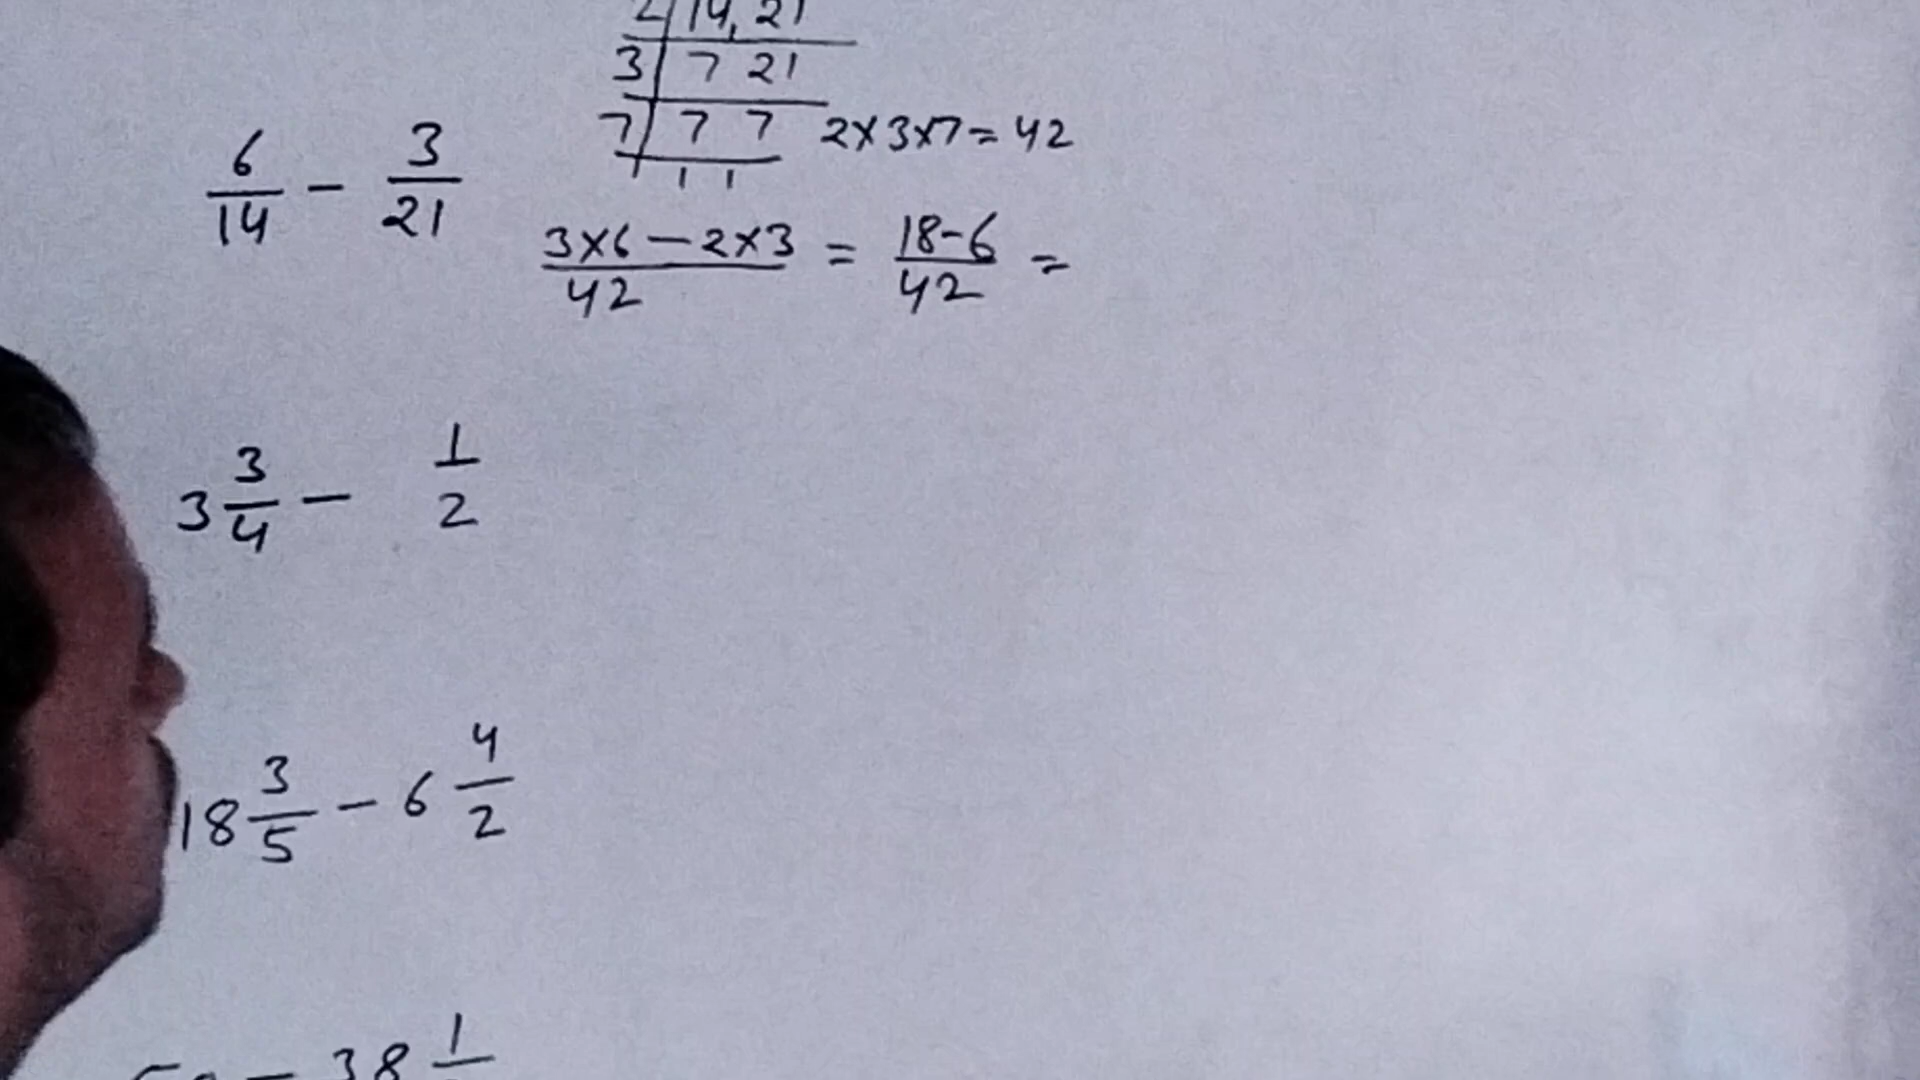 2 | 14, 21
3 | 7 21
7 | 7 7 2×3×7=42
1 1
6/14 - 3/21
3×6-2×3/42 = 18-6/42 =
3 3/4 - 1/2
18 3/5 - 6 4/2
- 38 1